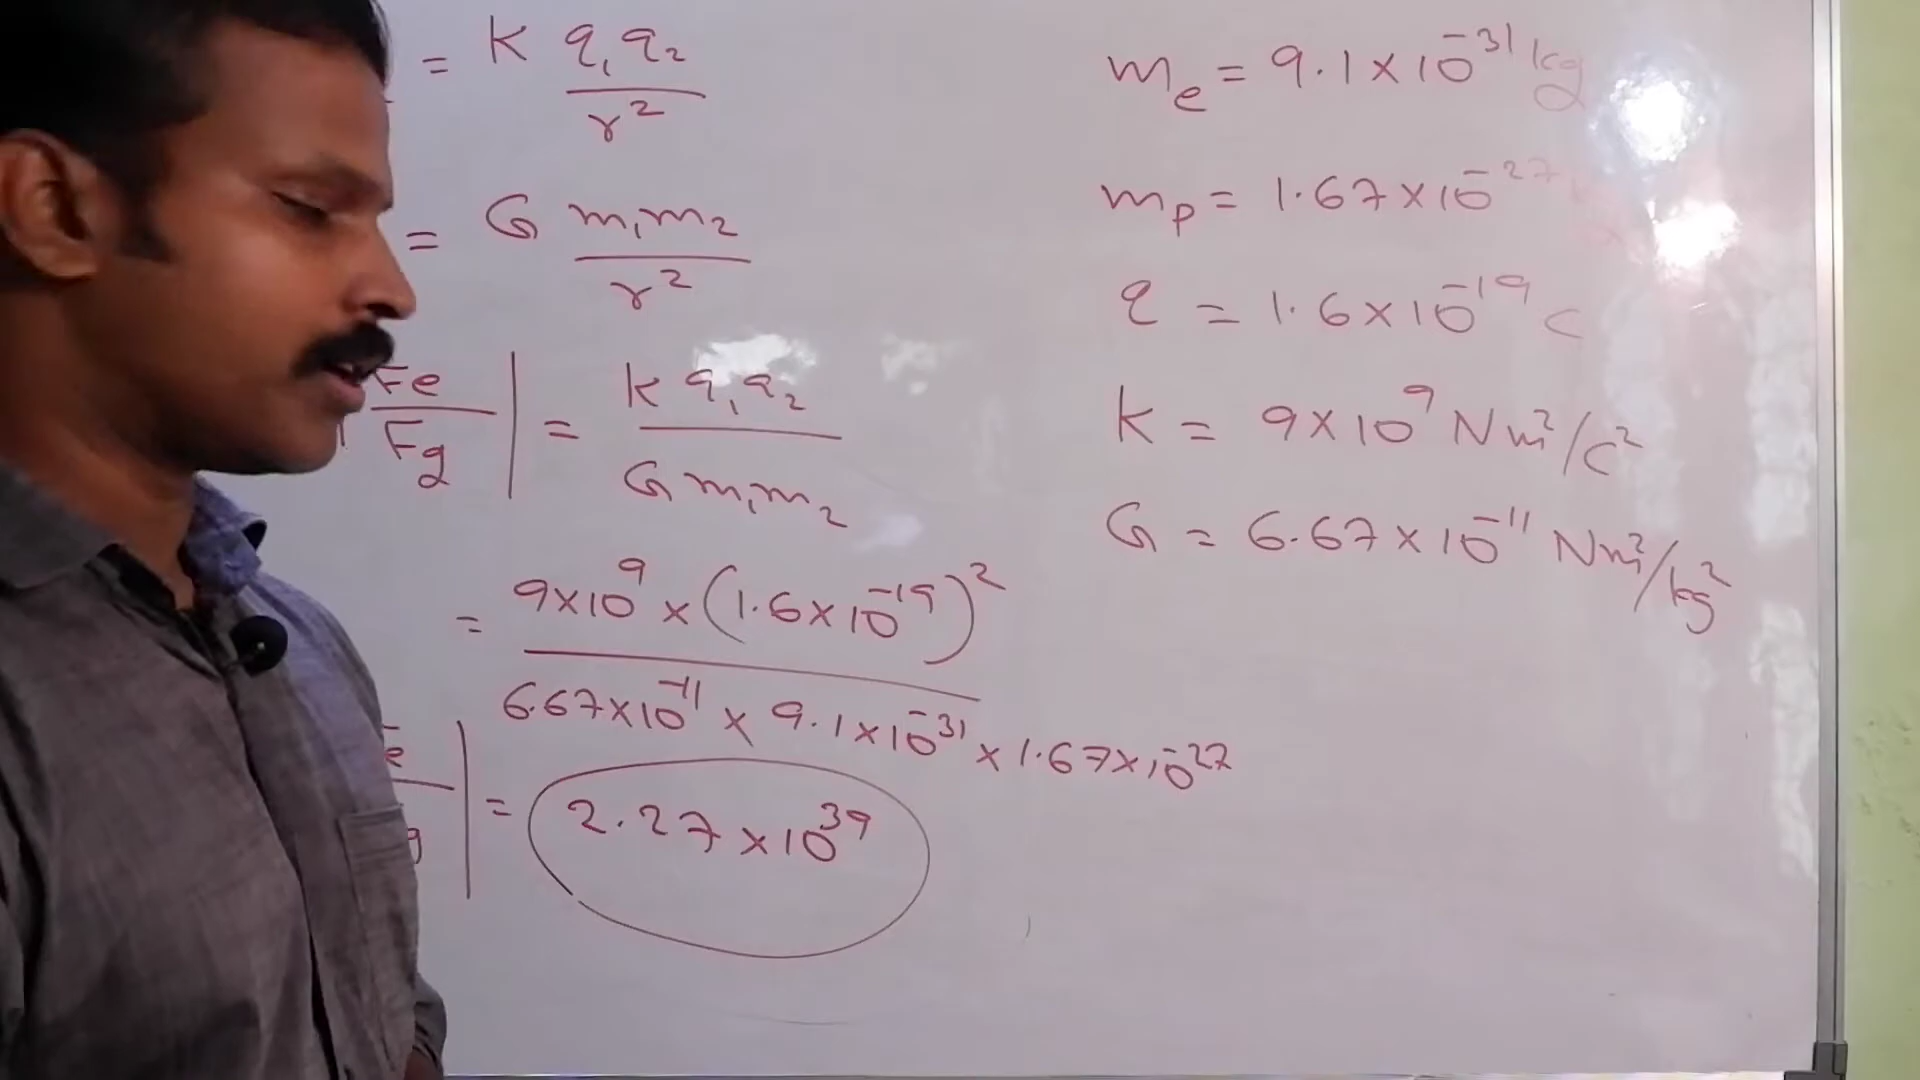 = K q₁q₂ / r²
= G m₁m₂ / r²
|Fe / Fg| = K q₁q₂ / G m₁m₂
= 9×10⁹ × (1.6×10⁻¹⁹)² / 6.67×10⁻¹¹ × 9.1×10⁻³¹ × 1.67×10⁻²⁷
e / g | = 2.27×10³⁹
mₑ = 9.1×10⁻³¹ kg
mₚ = 1.67×10⁻²⁷
q = 1.6×10⁻¹⁹ C
K = 9×10⁹ Nm²/C²
G = 6.67×10⁻¹¹ Nm²/kg²